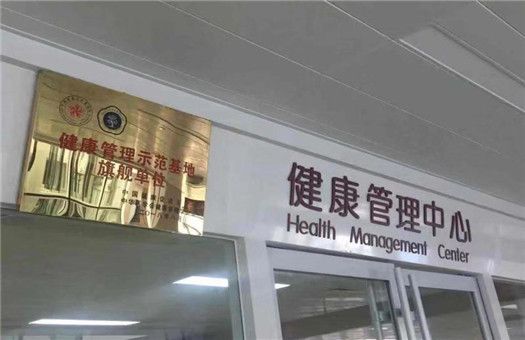 健康管理示范基地
旗舰单位
健康管理中心
Health Management Center